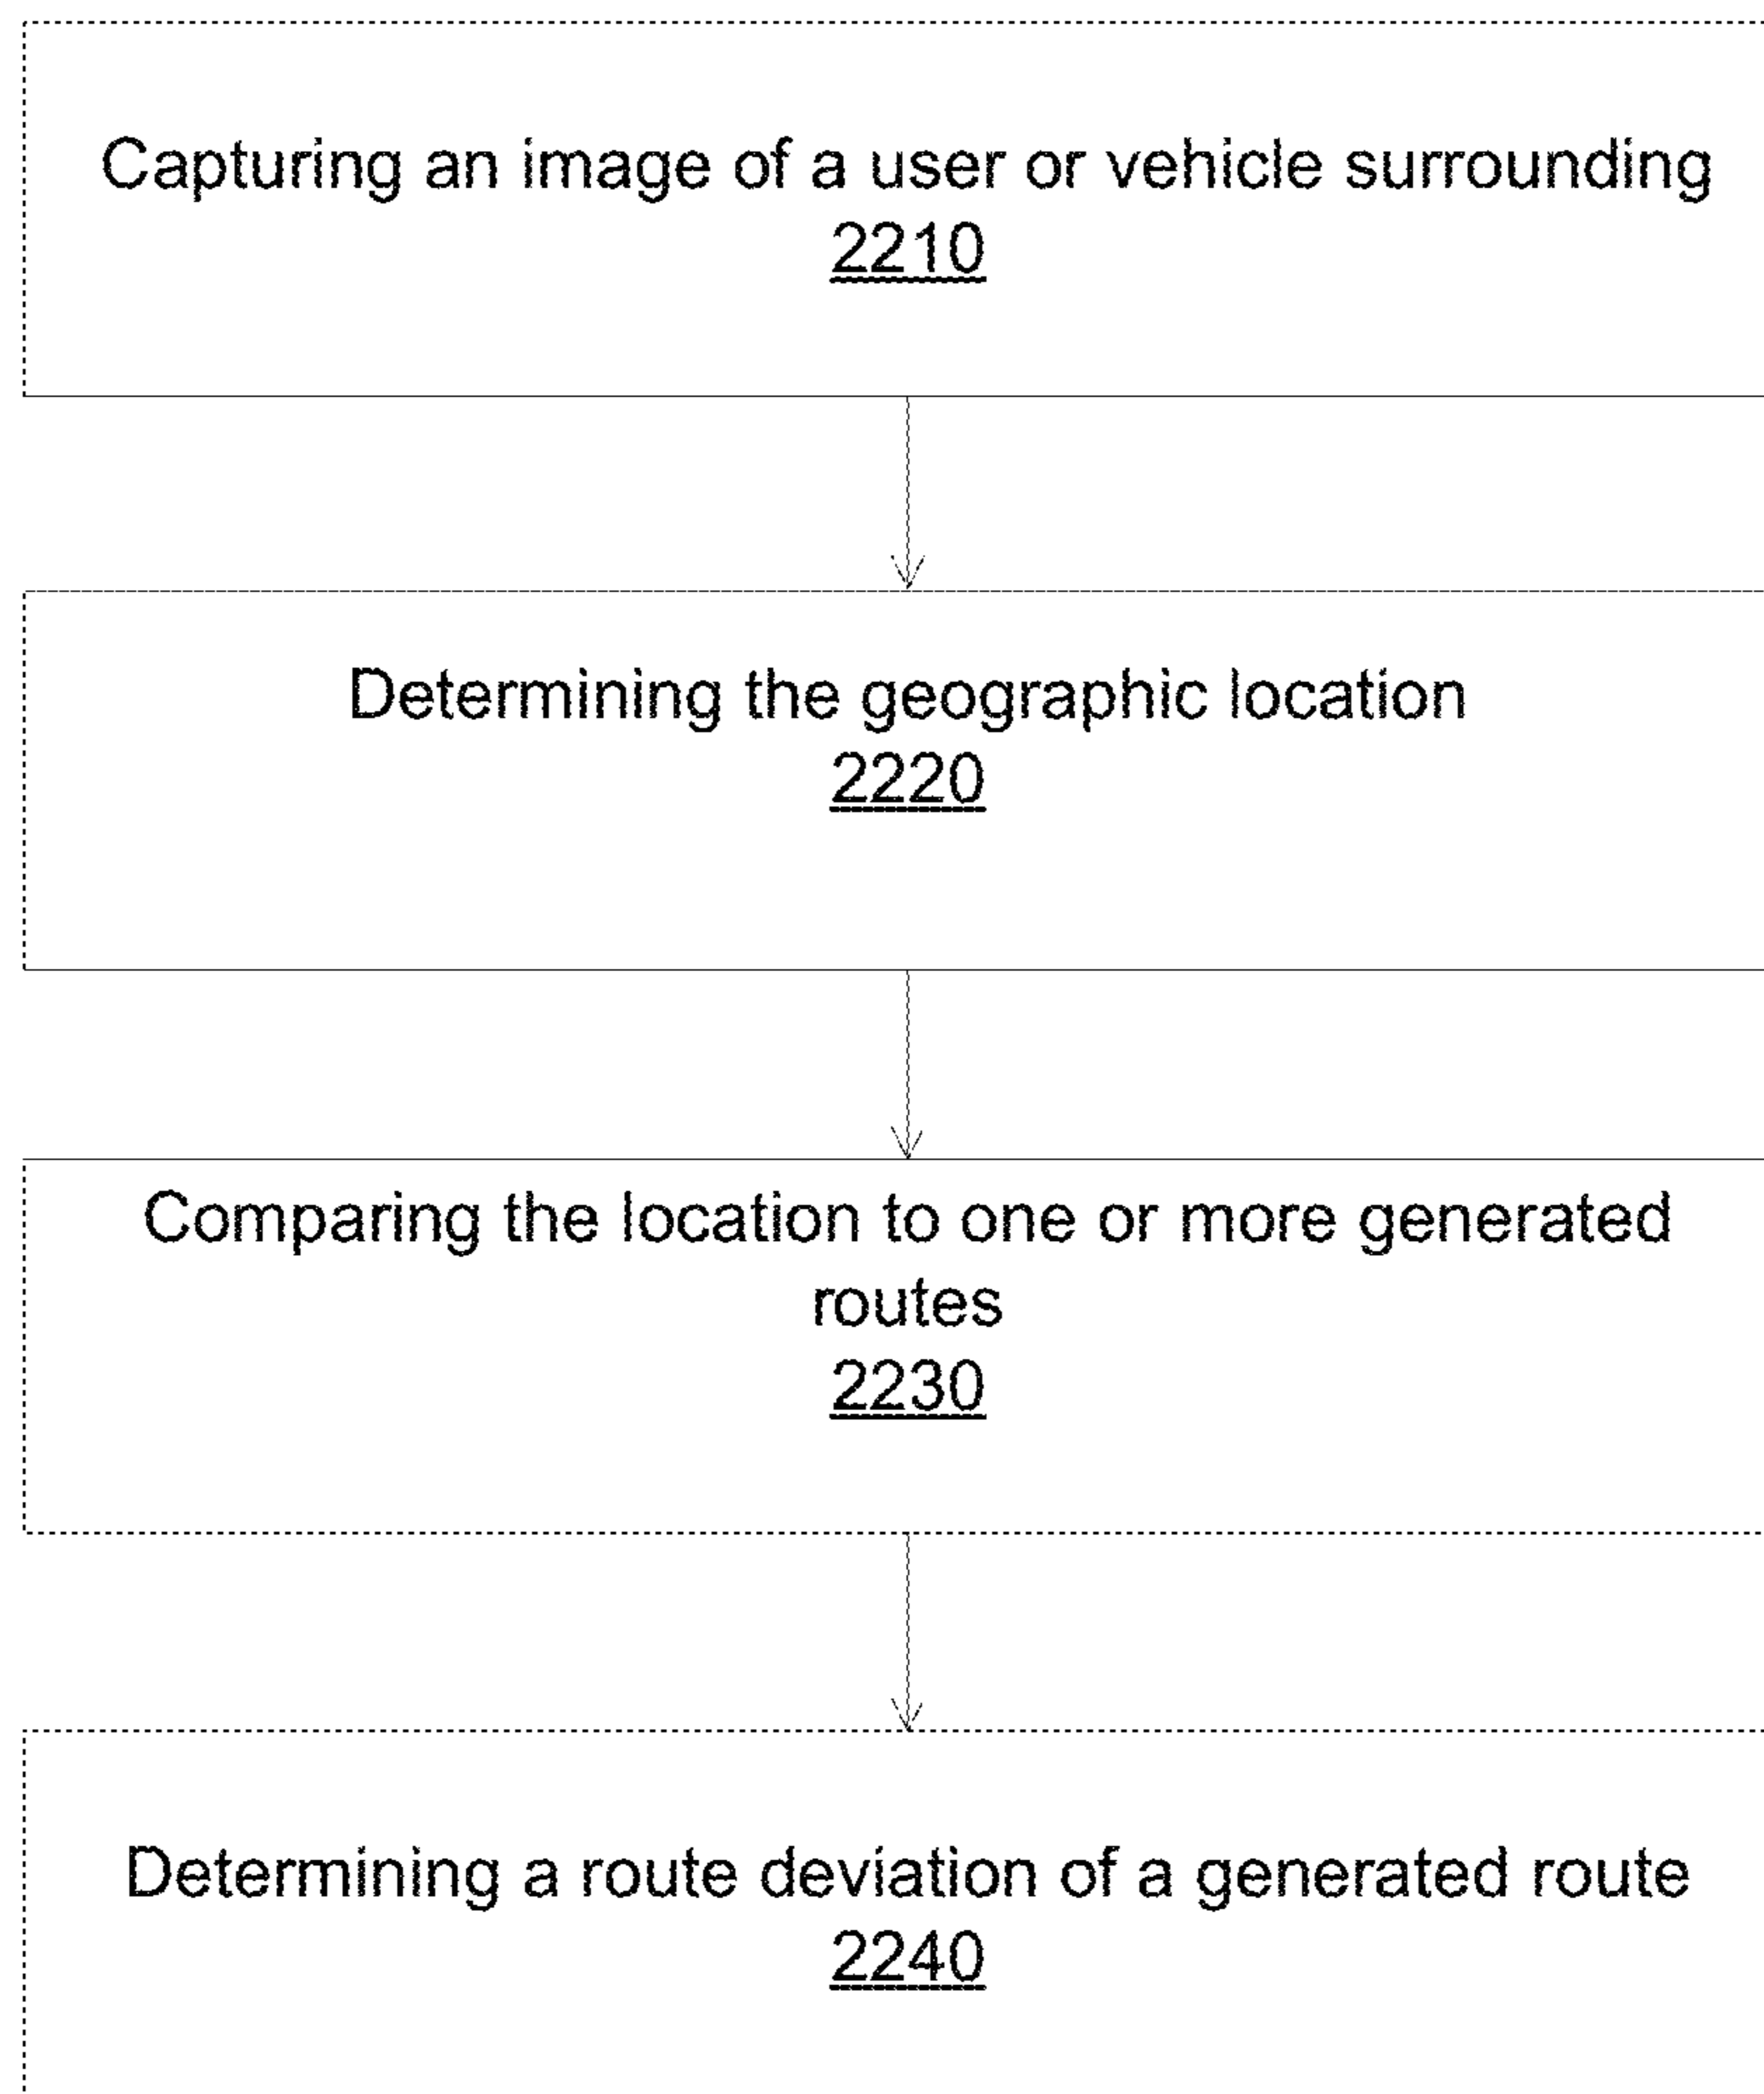 Capturing an image of a user or vehicle surrounding
2210
Determining the geographic location
2220
Comparing the location to one or more generated
routes
2230
Determining a route deviation of a generated route
2240